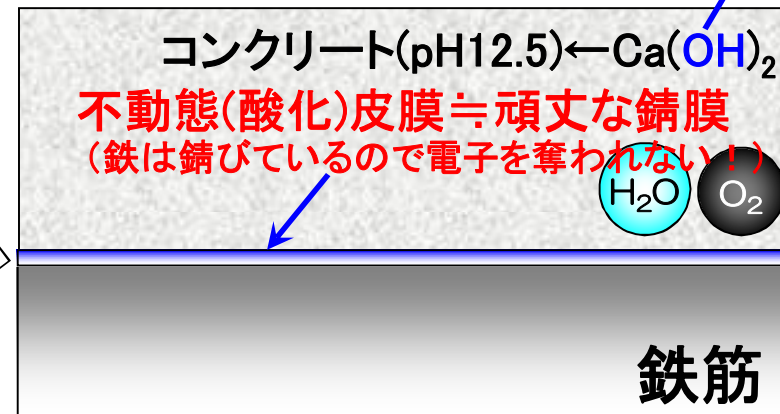 コンクリート(pH12.5)←Ca(OH)₂
不動態(酸化)皮膜≒頑丈な錆膜
(鉄は錆びているので電子を奪われない!)
H₂O O₂
鉄筋